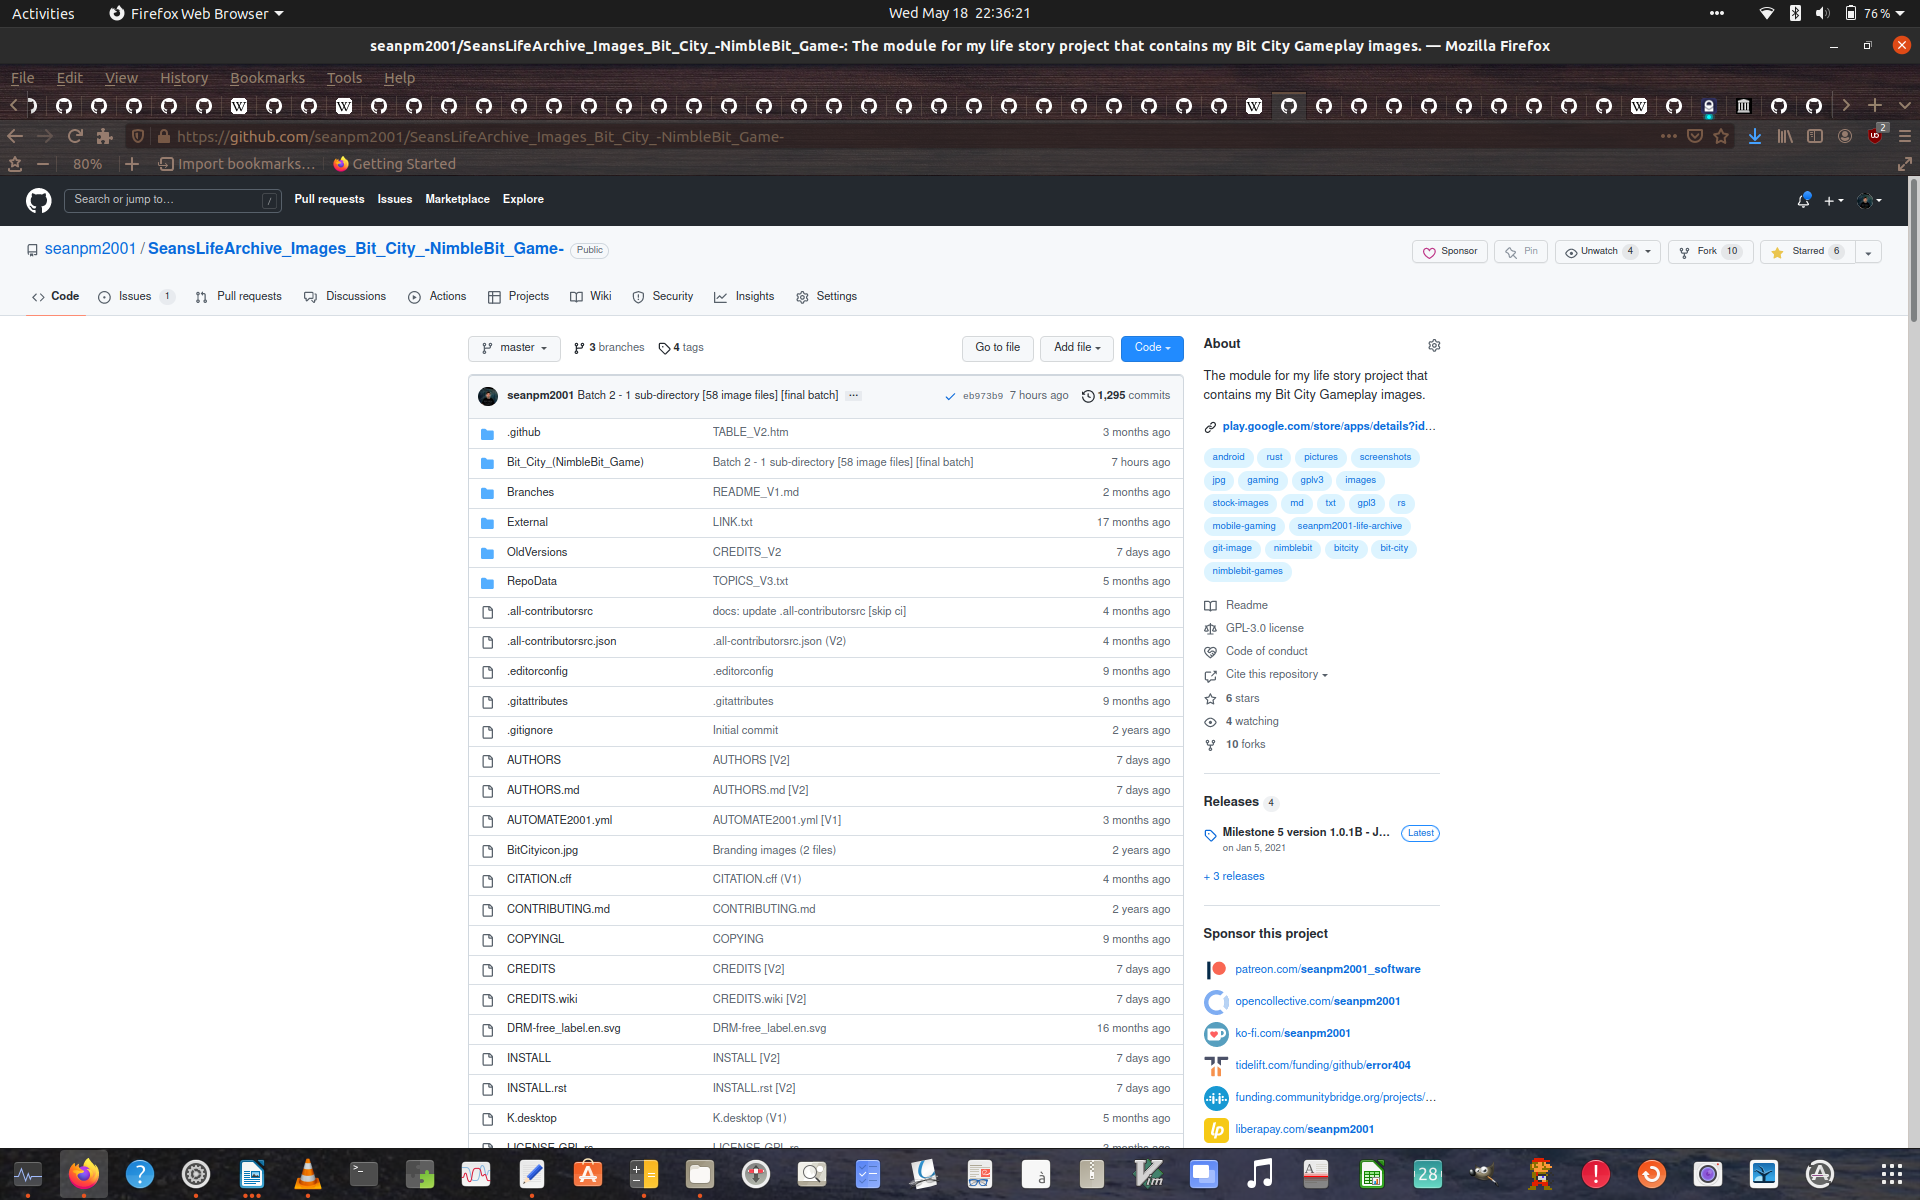 Activities Firefox Web Browser Wed May 18 22:36:21 76%
seanpm2001/SeansLifeArchive_Images_Bit_City_-NimbleBit_Game-: The module for my life story project that contains my Bit City Gameplay images. — Mozilla Firefox
File Edit View History Bookmarks Tools Help
https://github.com/seanpm2001/SeansLifeArchive_Images_Bit_City_-NimbleBit_Game- 2
80% Import bookmarks... Getting Started
Search or jump to... / Pull requests Issues Marketplace Explore
seanpm2001 / SeansLifeArchive_Images_Bit_City_-NimbleBit_Game- Public Sponsor Pin Unwatch 4 Fork 10 Starred 6
Code Issues 1 Pull requests Discussions Actions Projects Wiki Security Insights Settings
master 3 branches 4 tags Go to file Add file Code
seanpm2001 Batch 2 - 1 sub-directory [58 image files] [final batch] ... eb973b9 7 hours ago 1,295 commits
.github TABLE_V2.htm 3 months ago
Bit_City_(NimbleBit_Game) Batch 2 - 1 sub-directory [58 image files] [final batch] 7 hours ago
Branches README_V1.md 2 months ago
External LINK.txt 17 months ago
OldVersions CREDITS_V2 7 days ago
RepoData TOPICS_V3.txt 5 months ago
.all-contributorsrc docs: update .all-contributorsrc [skip ci] 4 months ago
.all-contributorsrc.json .all-contributorsrc.json (V2) 4 months ago
.editorconfig .editorconfig 9 months ago
.gitattributes .gitattributes 9 months ago
.gitignore Initial commit 2 years ago
AUTHORS AUTHORS [V2] 7 days ago
AUTHORS.md AUTHORS.md [V2] 7 days ago
AUTOMATE2001.yml AUTOMATE2001.yml [V1] 3 months ago
BitCityicon.jpg Branding images (2 files) 2 years ago
CITATION.cff CITATION.cff (V1) 4 months ago
CONTRIBUTING.md CONTRIBUTING.md 2 years ago
COPYINGL COPYING 9 months ago
CREDITS CREDITS [V2] 7 days ago
CREDITS.wiki CREDITS.wiki [V2] 7 days ago
DRM-free_label.en.svg DRM-free_label.en.svg 16 months ago
INSTALL INSTALL [V2] 7 days ago
INSTALL.rst INSTALL.rst [V2] 7 days ago
K.desktop K.desktop (V1) 5 months ago
LICENSE-GPL.rs LICENSE-GPL.rs 3 months ago
About
The module for my life story project that
contains my Bit City Gameplay images.
play.google.com/store/apps/details?id...
android rust pictures screenshots
jpg gaming gplv3 images
stock-images md txt gpl3 rs
mobile-gaming seanpm2001-life-archive
git-image nimblebit bitcity bit-city
nimblebit-games
Readme
GPL-3.0 license
Code of conduct
Cite this repository
6 stars
4 watching
10 forks
Releases 4
Milestone 5 version 1.0.1B - J... Latest
on Jan 5, 2021
+ 3 releases
Sponsor this project
patreon.com/seanpm2001_software
opencollective.com/seanpm2001
ko-fi.com/seanpm2001
tidelift.com/funding/github/error404
funding.communitybridge.org/projects/...
lp liberapay.com/seanpm2001
28